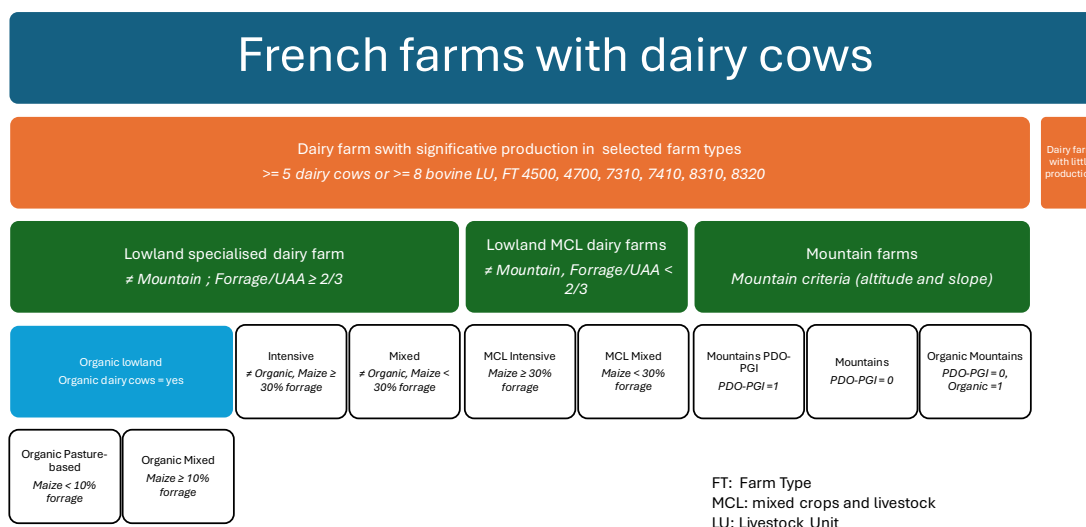 French farms with dairy cows
Dairy farm swith significative production in selected farm types
>= 5 dairy cows or >= 8 bovine LU, FT 4500, 4700, 7310, 7410, 8310, 8320
Dairy far
with littl
productio
Lowland specialised dairy farm
≠ Mountain ; Forrage/UAA ≥ 2/3
Lowland MCL dairy farms
≠ Mountain, Forrage/UAA <
2/3
Mountain farms
Mountain criteria (altitude and slope)
Organic lowland
Organic dairy cows = yes
Intensive
≠ Organic, Maize ≥
30% forrage
Mixed
≠ Organic, Maize <
30% forrage
MCL Intensive
Maize ≥ 30%
forrage
MCL Mixed
Maize < 30%
forrage
Mountains PDO-
PGI
PDO-PGI =1
Mountains
PDO-PGI = 0
Organic Mountains
PDO-PGI = 0,
Organic =1
Organic Pasture-
based
Maize < 10%
forrage
Organic Mixed
Maize ≥ 10%
forrage
FT: Farm Type
MCL: mixed crops and livestock
LU: Livestock Unit